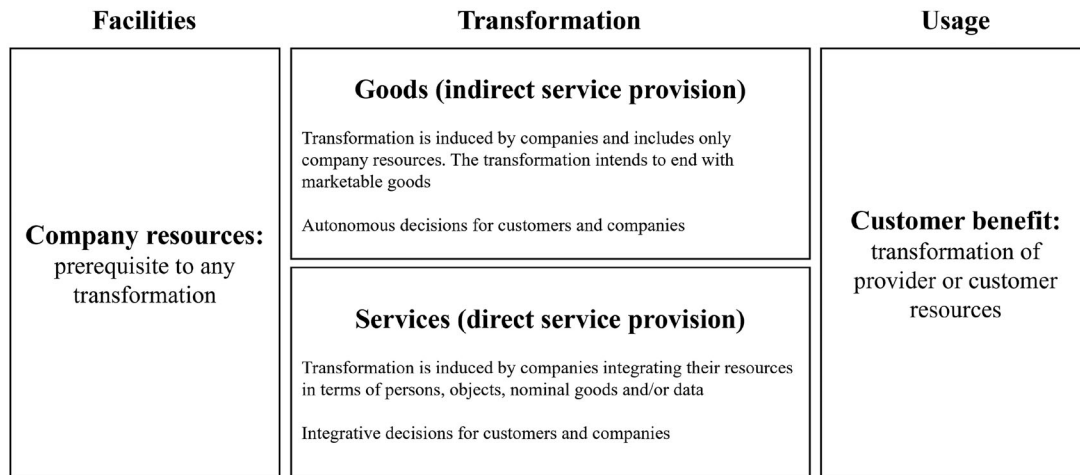 Facilities
Transformation
Usage
Company resources:
prerequisite to any
transformation
Goods (indirect service provision)
Transformation is induced by companies and includes only
company resources. The transformation intends to end with
marketable goods
Autonomous decisions for customers and companies
Services (direct service provision)
Transformation is induced by companies integrating their resources
in terms of persons, objects, nominal goods and/or data
Integrative decisions for customers and companies
Customer benefit:
transformation of
provider or customer
resources